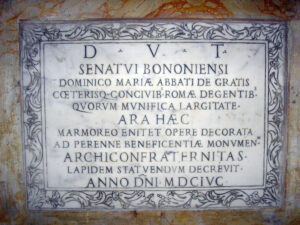 D · V · T
SENATVI BONONIENSI
DOMINICO MARIÆ ABBATI DE GRATIS
CŒTERISQ· CONCIVIB· ROMÆ DEGENTIB·
QVORVM MVNIFICA LARGITATE·
ARA HÆC
MARMOREO ENITET OPERE DECORATA
AD PERENNE BENEFICENTIÆ MONVMEN·
ARCHICONFRATERNITAS·
LAPIDEM STATVENDVM DECREVIT·
ANNO DÑI MDCIVC·